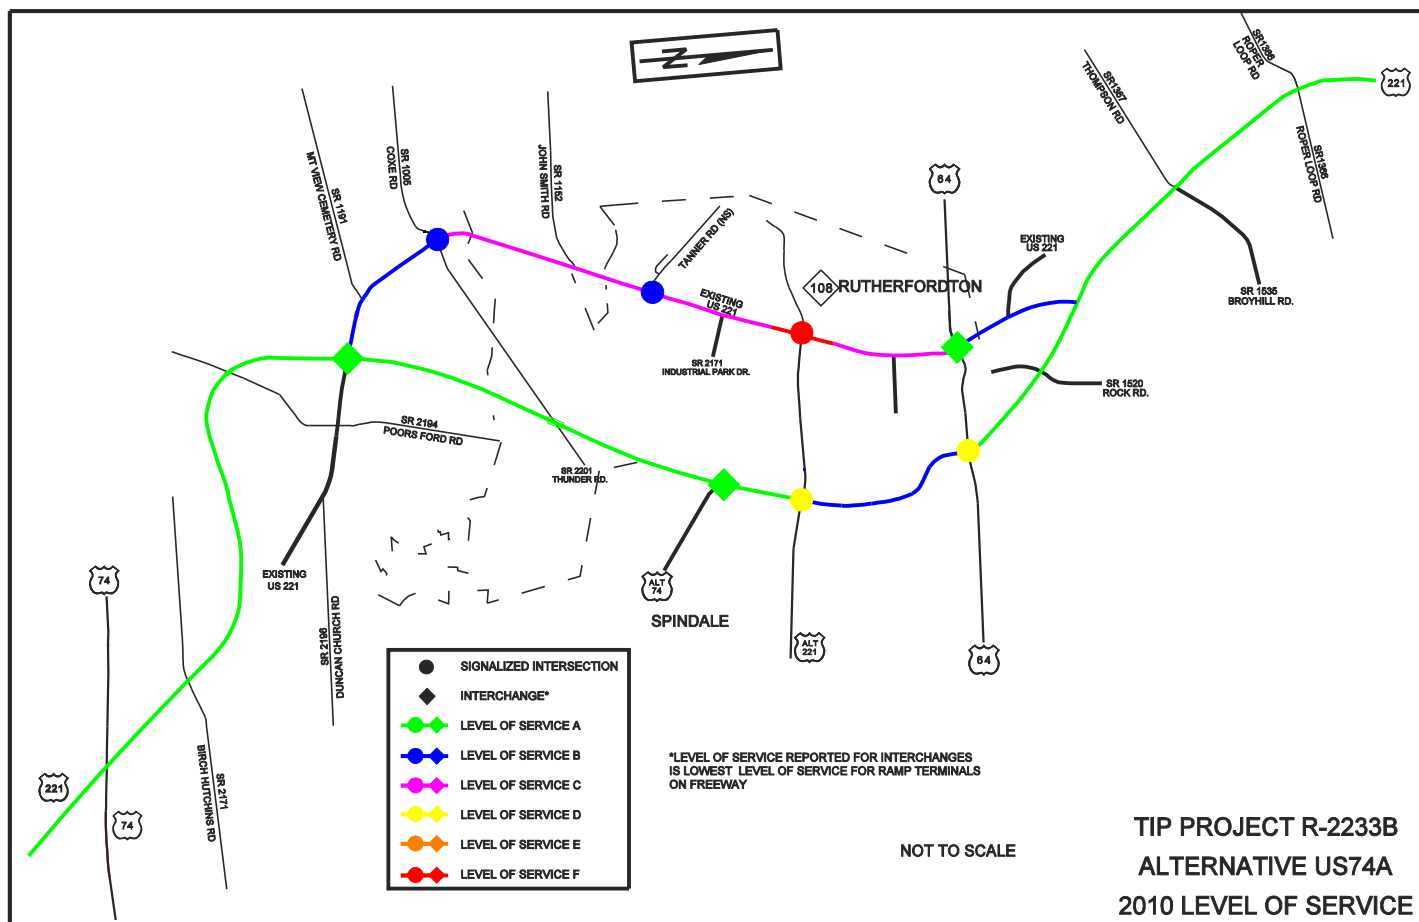 SR1366
ROPER
LOOP RD
SR1367
THOMPSON RD
221
SR1366
ROPER LOOP RD
SR 1191
MT VIEW CEMETERY RD
SR 1005
COXE RD
SR 1152
JOHN SMITH RD
N
TANNER RD (NS)
64
EXISTING
US 221
SR 1535
BROYHILL RD.
108
RUTHERFORDTON
EXISTING
US 221
SR 2171
INDUSTRIAL PARK DR.
SR 1520
ROCK RD.
SR 2194
POORS FORD RD
SR 2201
THUNDER RD.
EXISTING
US 221
74
ALT
74
SPINDALE
ALT
221
64
SR 2196
DUNCAN CHURCH RD
SR 2171
BIRCH HUTCHINS RD
221
74
SIGNALIZED INTERSECTION
INTERCHANGE*
LEVEL OF SERVICE A
LEVEL OF SERVICE B
LEVEL OF SERVICE C
LEVEL OF SERVICE D
LEVEL OF SERVICE E
LEVEL OF SERVICE F
*LEVEL OF SERVICE REPORTED FOR INTERCHANGES
IS LOWEST LEVEL OF SERVICE FOR RAMP TERMINALS
ON FREEWAY
NOT TO SCALE
TIP PROJECT R-2233B
ALTERNATIVE US74A
2010 LEVEL OF SERVICE